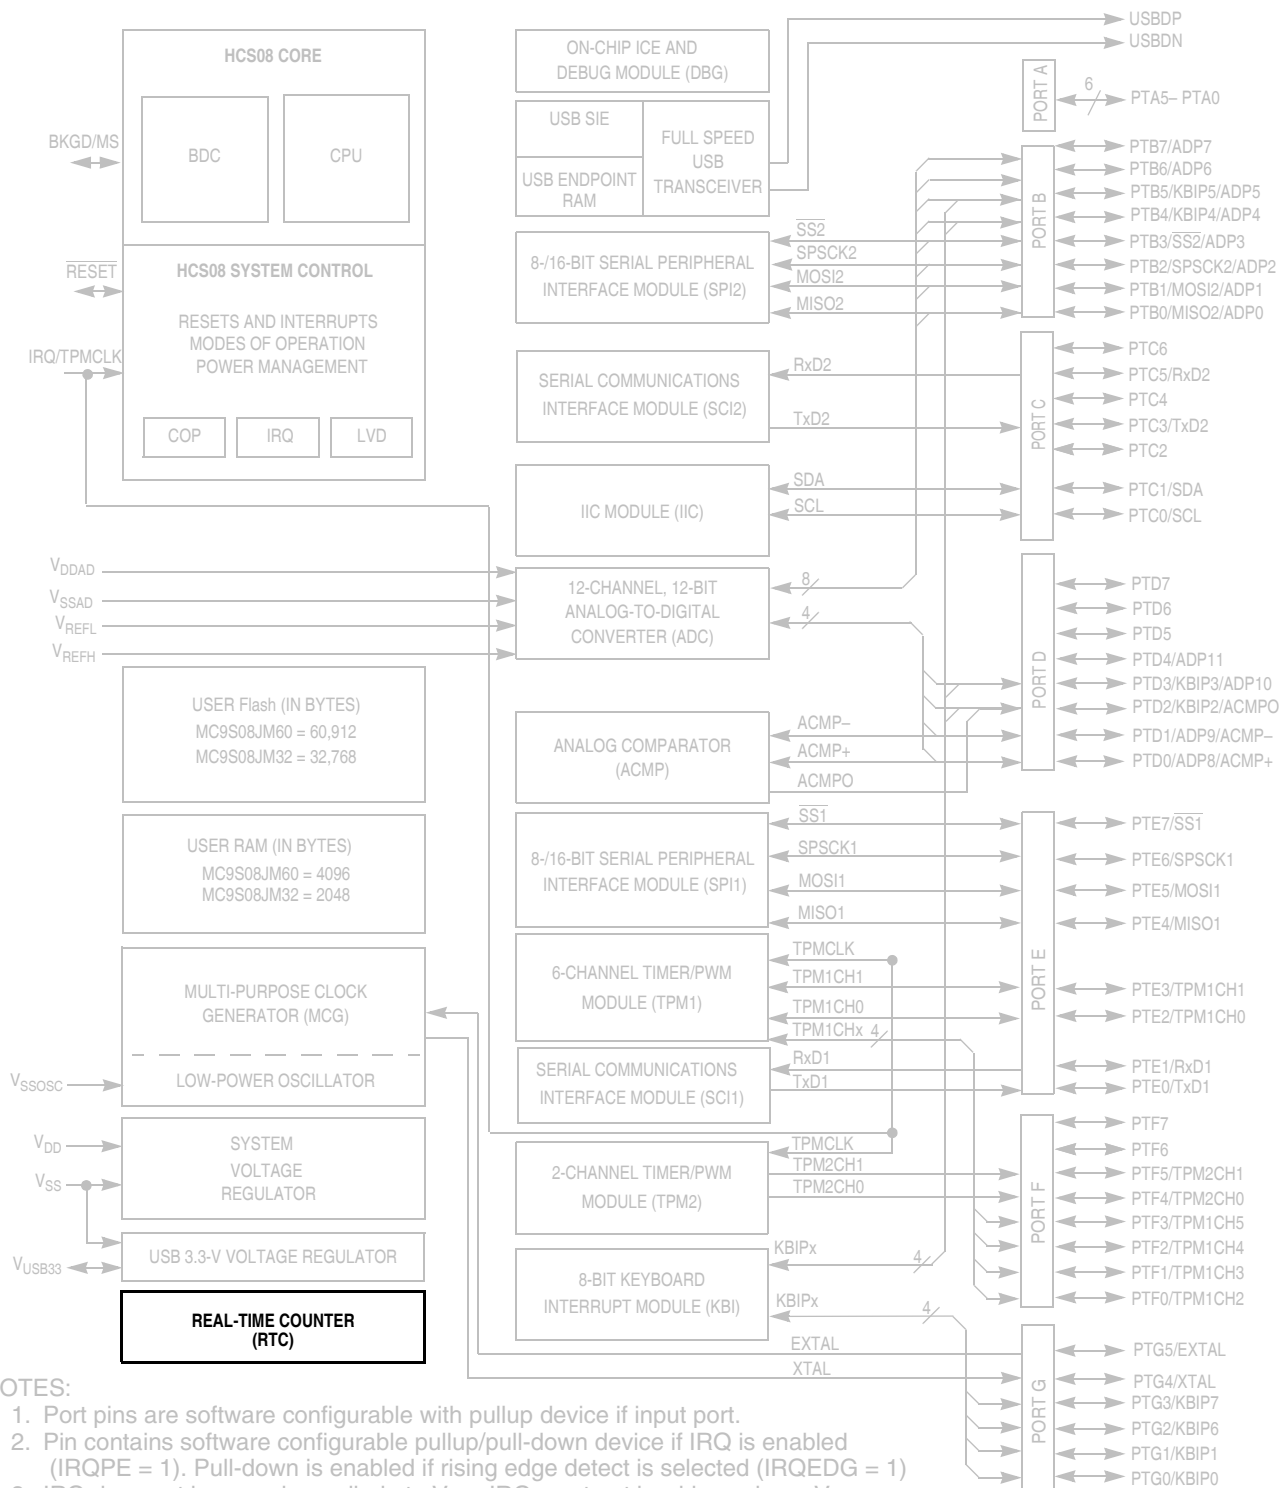 HCS08 CORE
BDC
CPU
BKGD/MS
RESET
HCS08 SYSTEM CONTROL
RESETS AND INTERRUPTS
MODES OF OPERATION
POWER MANAGEMENT
IRQ/TPMCLK
COP
IRQ
LVD
VDDAD
VSSAD
VREFL
VREFH
USER Flash (IN BYTES)
MC9S08JM60 = 60,912
MC9S08JM32 = 32,768
USER RAM (IN BYTES)
MC9S08JM60 = 4096
MC9S08JM32 = 2048
MULTI-PURPOSE CLOCK
GENERATOR (MCG)
LOW-POWER OSCILLATOR
VSSOSC
VDD
VSS
SYSTEM
VOLTAGE
REGULATOR
VUSB33
USB 3.3-V VOLTAGE REGULATOR
REAL-TIME COUNTER
(RTC)
ON-CHIP ICE AND
DEBUG MODULE (DBG)
USB SIE
USB ENDPOINT
RAM
FULL SPEED
USB
TRANSCEIVER
8-/16-BIT SERIAL PERIPHERAL
INTERFACE MODULE (SPI2)
SS2
SPSCK2
MOSI2
MISO2
SERIAL COMMUNICATIONS
INTERFACE MODULE (SCI2)
RxD2
TxD2
IIC MODULE (IIC)
SDA
SCL
12-CHANNEL, 12-BIT
ANALOG-TO-DIGITAL
CONVERTER (ADC)
8
4
ANALOG COMPARATOR
(ACMP)
ACMP–
ACMP+
ACMPO
8-/16-BIT SERIAL PERIPHERAL
INTERFACE MODULE (SPI1)
SS1
SPSCK1
MOSI1
MISO1
6-CHANNEL TIMER/PWM
MODULE (TPM1)
TPMCLK
TPM1CH1
TPM1CH0
TPM1CHx 4
SERIAL COMMUNICATIONS
INTERFACE MODULE (SCI1)
RxD1
TxD1
2-CHANNEL TIMER/PWM
MODULE (TPM2)
TPMCLK
TPM2CH1
TPM2CH0
8-BIT KEYBOARD
INTERRUPT MODULE (KBI)
KBIPx
4
KBIPx
4
EXTAL
XTAL
USBDP
USBDN
PORT A
6
PTA5– PTA0
PORT B
PTB7/ADP7
PTB6/ADP6
PTB5/KBIP5/ADP5
PTB4/KBIP4/ADP4
PTB3/SS2/ADP3
PTB2/SPSCK2/ADP2
PTB1/MOSI2/ADP1
PTB0/MISO2/ADP0
PORT C
PTC6
PTC5/RxD2
PTC4
PTC3/TxD2
PTC2
PTC1/SDA
PTC0/SCL
PORT D
PTD7
PTD6
PTD5
PTD4/ADP11
PTD3/KBIP3/ADP10
PTD2/KBIP2/ACMPO
PTD1/ADP9/ACMP–
PTD0/ADP8/ACMP+
PORT E
PTE7/SS1
PTE6/SPSCK1
PTE5/MOSI1
PTE4/MISO1
PTE3/TPM1CH1
PTE2/TPM1CH0
PTE1/RxD1
PTE0/TxD1
PORT F
PTF7
PTF6
PTF5/TPM2CH1
PTF4/TPM2CH0
PTF3/TPM1CH5
PTF2/TPM1CH4
PTF1/TPM1CH3
PTF0/TPM1CH2
PORT G
PTG5/EXTAL
PTG4/XTAL
PTG3/KBIP7
PTG2/KBIP6
PTG1/KBIP1
PTG0/KBIP0
OTES:
1. Port pins are software configurable with pullup device if input port.
2. Pin contains software configurable pullup/pull-down device if IRQ is enabled
(IRQPE = 1). Pull-down is enabled if rising edge detect is selected (IRQEDG = 1)